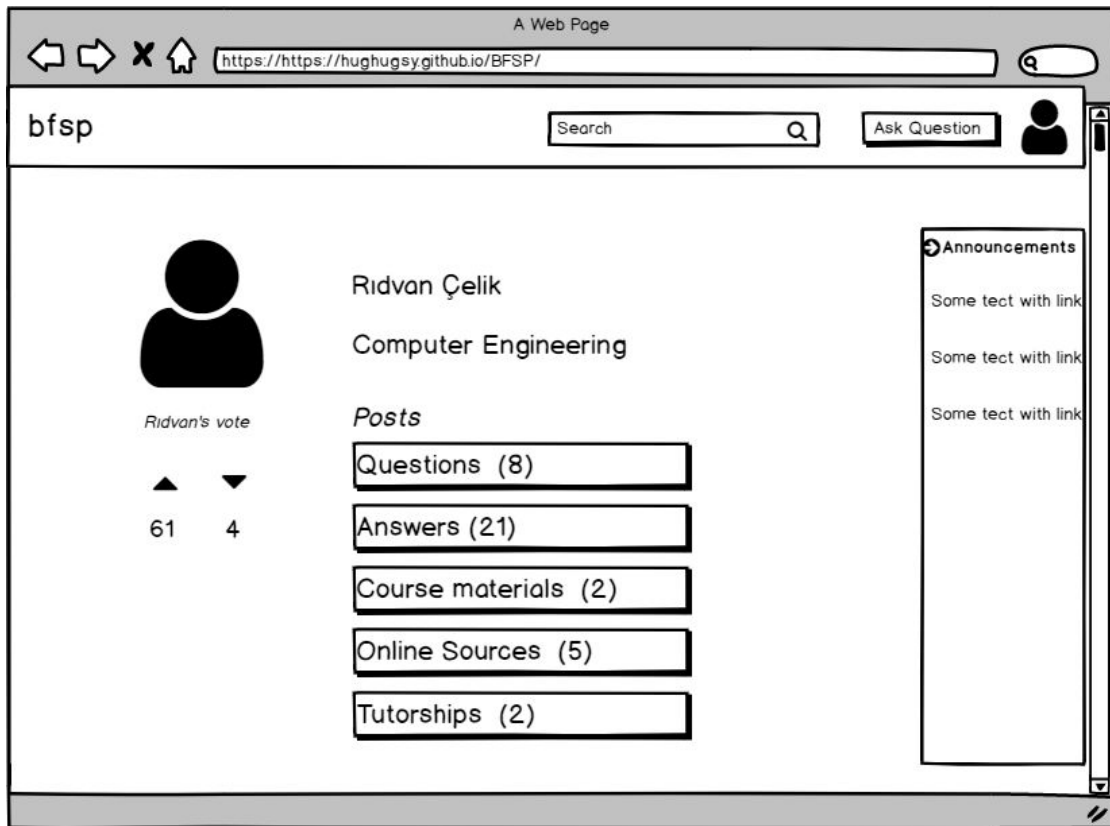 A Web Page
https://https://hughugsy.github.io/BFSP/
bfsp
Search
Ask Question
Rıdvan Çelik
Computer Engineering
Rıdvan's vote
61 4
Posts
Questions (8)
Answers (21)
Course materials (2)
Online Sources (5)
Tutorships (2)
Announcements
Some tect with link
Some tect with link
Some tect with link